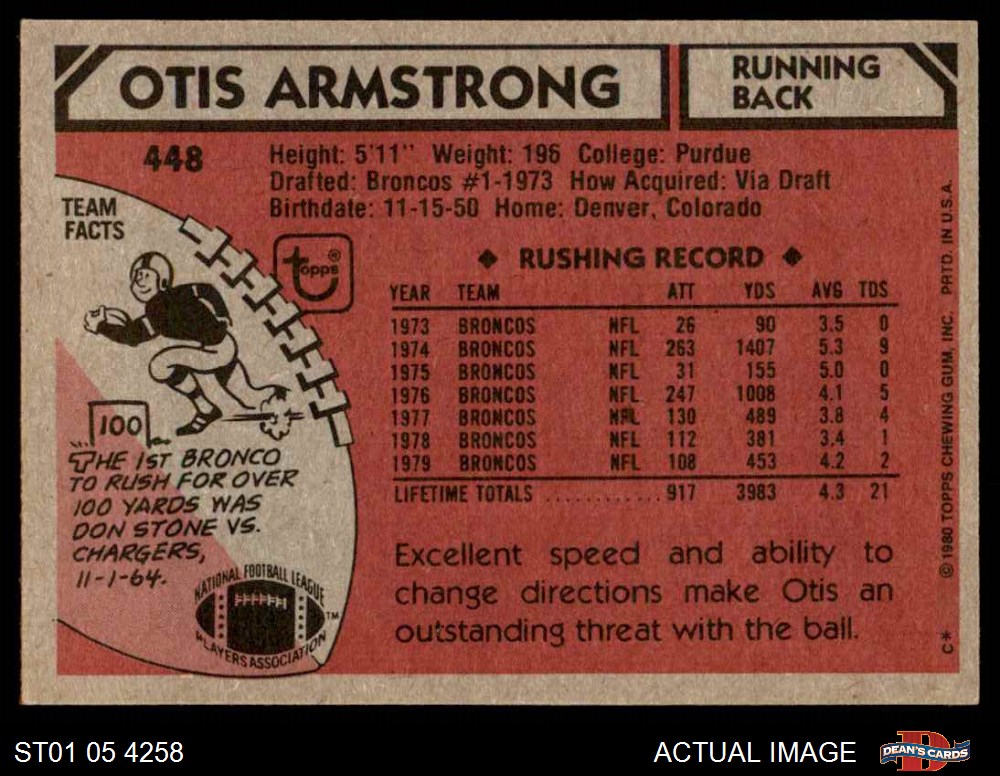 OTIS ARMSTRONG
RUNNING
BACK
448
Height: 5'11" Weight: 196 College: Purdue
Drafted: Broncos #1-1973 How Acquired: Via Draft
Birthdate: 11-15-50 Home: Denver, Colorado
TEAM
FACTS
topps®
100
THE 1ST BRONCO
TO RUSH FOR OVER
100 YARDS WAS
DON STONE VS.
CHARGERS,
11-1-64.
NATIONAL FOOTBALL LEAGUE
PLAYERS ASSOCIATION
TM
◆ RUSHING RECORD ◆
YEAR TEAM ATT YDS AVG TDS
1973 BRONCOS NFL 26 90 3.5 0
1974 BRONCOS NFL 263 1407 5.3 9
1975 BRONCOS NFL 31 155 5.0 0
1976 BRONCOS NFL 247 1008 4.1 5
1977 BRONCOS NFL 130 489 3.8 4
1978 BRONCOS NFL 112 381 3.4 1
1979 BRONCOS NFL 108 453 4.2 2
LIFETIME TOTALS ............ 917 3983 4.3 21
Excellent speed and ability to
change directions make Otis an
outstanding threat with the ball.
© 1980 TOPPS CHEWING GUM, INC. PRTD. IN U.S.A.
C*
ST01 05 4258
ACTUAL IMAGE
D
DEAN'S CARDS